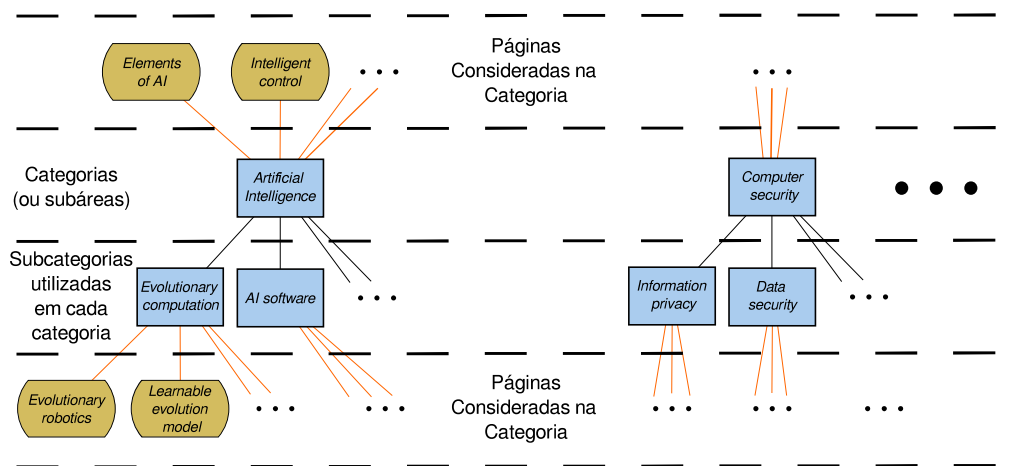 Elements
of AI
Intelligent
control
Páginas
Consideradas na
Categoria
Categorias
(ou subáreas)
Artificial
Intelligence
Computer
security
Subcategorias
utilizadas
em cada
categoria
Evolutionary
computation
AI software
Information
privacy
Data
security
Evolutionary
robotics
Learnable
evolution
model
Páginas
Consideradas na
Categoria